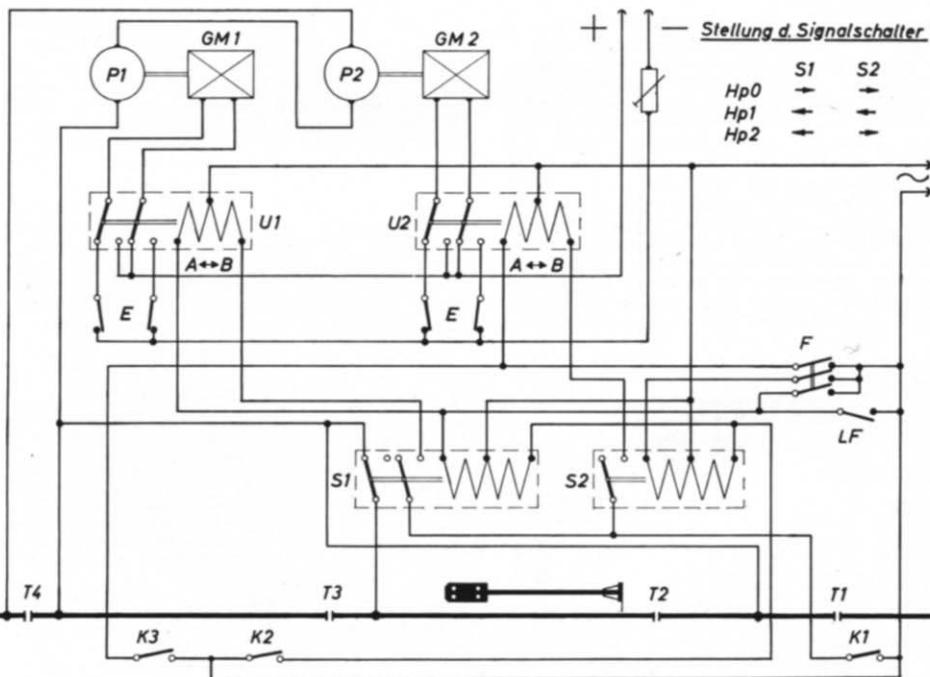 GM 1
GM 2
+ — Stellung d. Signalschalter
P1
P2
S1 S2
Hp0 → →
Hp1 ← ←
Hp2 ← →
~
U1
U2
A↔B
A↔B
E
E
F
LF
S1
S2
T4
T3
T2
T1
K3
K2
K1